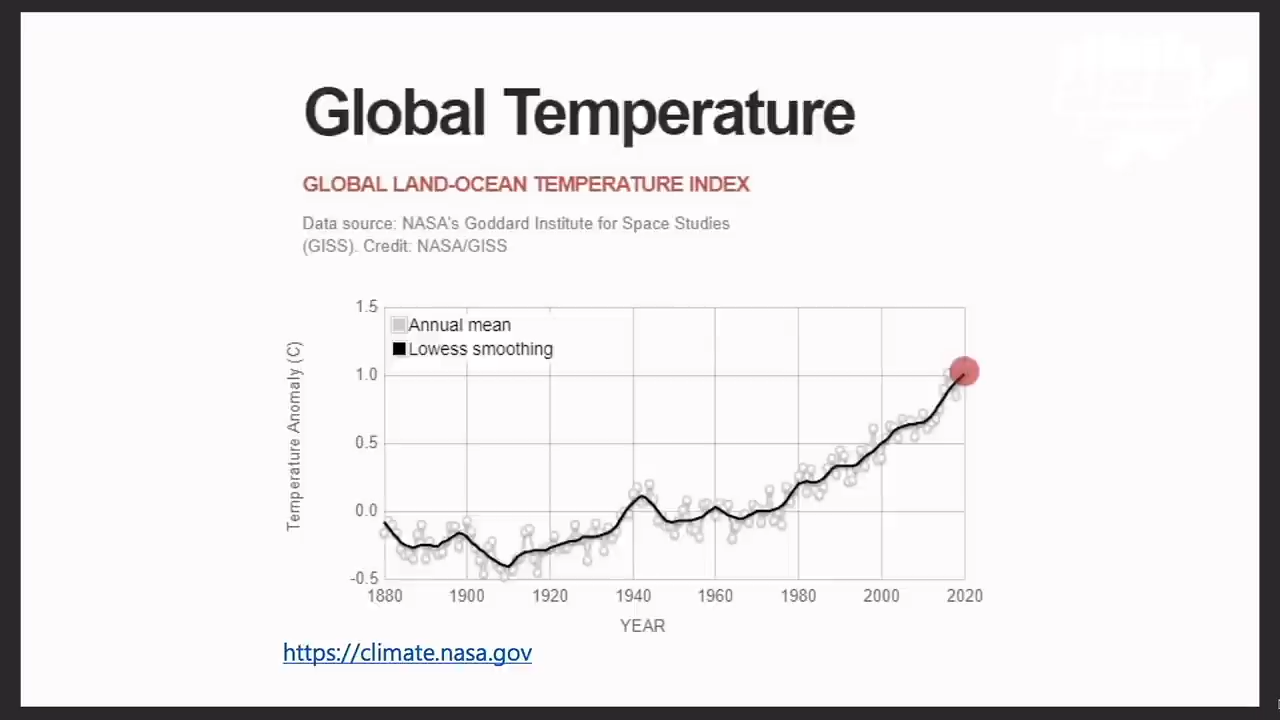 Global Temperature
GLOBAL LAND-OCEAN TEMPERATURE INDEX
Data source: NASA's Goddard Institute for Space Studies
(GISS). Credit: NASA/GISS
1.5
Annual mean
Lowess smoothing
1.0
0.5
0.0
-0.5
Temperature Anomaly (C)
1880 1900 1920 1940 1960 1980 2000 2020
YEAR
https://climate.nasa.gov